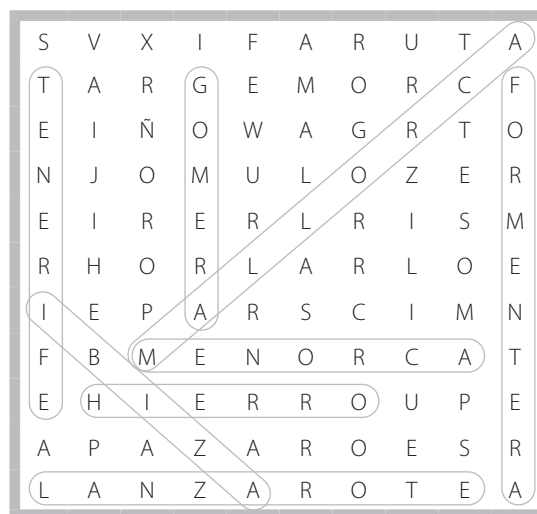 S V X I F A R U T A
T A R G E M O R C F
E I Ñ O W A G R T O
N J O M U L O Z E R
E I R E R L R I S M
R H O R L A R L O E
I E P A R S C I M N
F B M E N O R C A T
E H I E R R O U P E
A P A Z A R O E S R
L A N Z A R O T E A